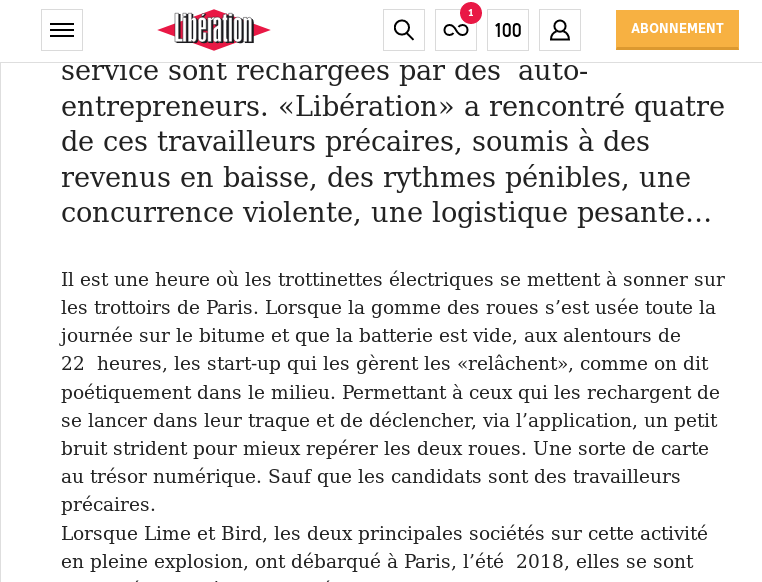 Libération
1
100
ABONNEMENT
service sont rechargées par des auto-
entrepreneurs. «Libération» a rencontré quatre
de ces travailleurs précaires, soumis à des
revenus en baisse, des rythmes pénibles, une
concurrence violente, une logistique pesante…
Il est une heure où les trottinettes électriques se mettent à sonner sur
les trottoirs de Paris. Lorsque la gomme des roues s’est usée toute la
journée sur le bitume et que la batterie est vide, aux alentours de
22 heures, les start-up qui les gèrent les «relâchent», comme on dit
poétiquement dans le milieu. Permettant à ceux qui les rechargent de
se lancer dans leur traque et de déclencher, via l’application, un petit
bruit strident pour mieux repérer les deux roues. Une sorte de carte
au trésor numérique. Sauf que les candidats sont des travailleurs
précaires.
Lorsque Lime et Bird, les deux principales sociétés sur cette activité
en pleine explosion, ont débarqué à Paris, l’été 2018, elles se sont